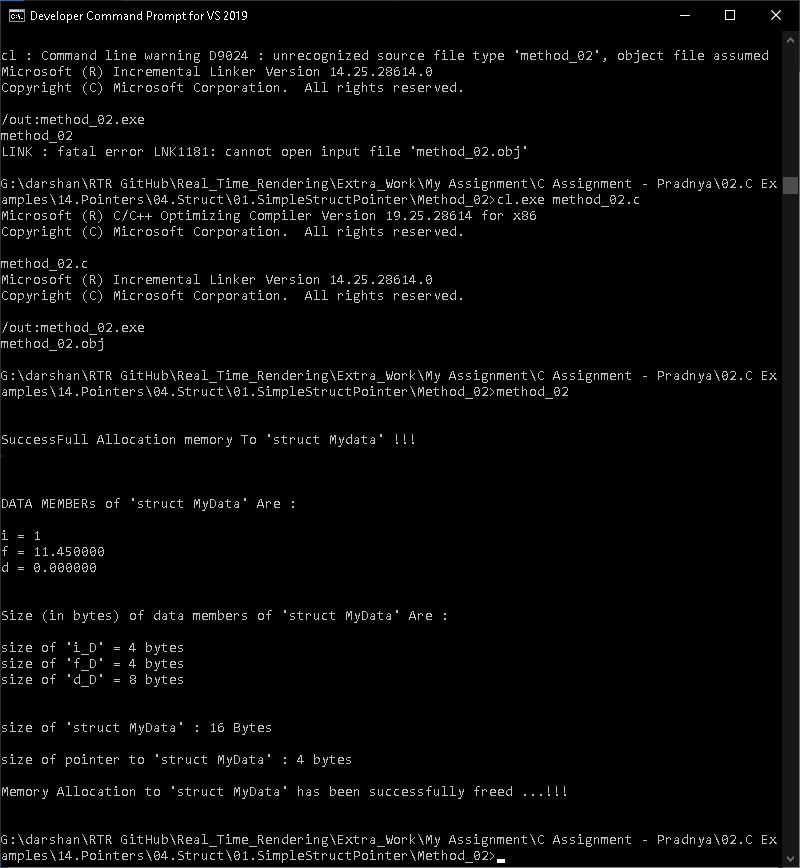 Developer Command Prompt for VS 2019
cl : Command line warning D9024 : unrecognized source file type 'method_02', object file assumed
Microsoft (R) Incremental Linker Version 14.25.28614.0
Copyright (C) Microsoft Corporation.  All rights reserved.
/out:method_02.exe
method_02
LINK : fatal error LNK1181: cannot open input file 'method_02.obj'
G:\darshan\RTR GitHub\Real_Time_Rendering\Extra_Work\My Assignment\C Assignment - Pradnya\02.C Ex
amples\14.Pointers\04.Struct\01.SimpleStructPointer\Method_02>cl.exe method_02.c
Microsoft (R) C/C++ Optimizing Compiler Version 19.25.28614 for x86
Copyright (C) Microsoft Corporation.  All rights reserved.
method_02.c
Microsoft (R) Incremental Linker Version 14.25.28614.0
Copyright (C) Microsoft Corporation.  All rights reserved.
/out:method_02.exe
method_02.obj
G:\darshan\RTR GitHub\Real_Time_Rendering\Extra_Work\My Assignment\C Assignment - Pradnya\02.C Ex
amples\14.Pointers\04.Struct\01.SimpleStructPointer\Method_02>method_02
SuccessFull Allocation memory To 'struct Mydata' !!!
DATA MEMBERs of 'struct MyData' Are :
i = 1
f = 11.450000
d = 0.000000
Size (in bytes) of data members of 'struct MyData' Are :
size of 'i_D' = 4 bytes
size of 'f_D' = 4 bytes
size of 'd_D' = 8 bytes
size of 'struct MyData' : 16 Bytes
size of pointer to 'struct MyData' : 4 bytes
Memory Allocation to 'struct MyData' has been successfully freed ...!!!
G:\darshan\RTR GitHub\Real_Time_Rendering\Extra_Work\My Assignment\C Assignment - Pradnya\02.C Ex
amples\14.Pointers\04.Struct\01.SimpleStructPointer\Method_02>